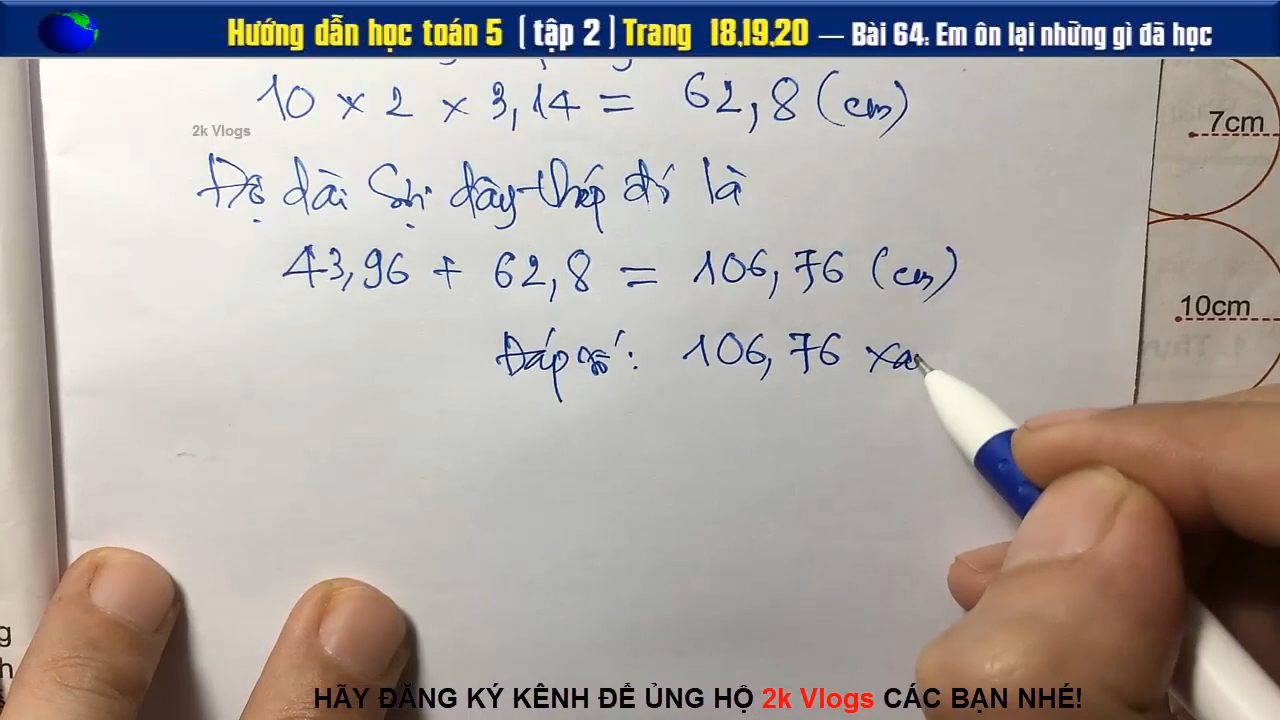 Hướng dẫn học toán 5 ( tập 2 ) Trang 18.19.20 — Bài 64: Em ôn lại những gì đã học
10 x 2 x 3,14 = 62,8 (cm)
2k Vlogs
7cm
Độ dài sợi dây thép đó là
43,96 + 62,8 = 106,76 (cm)
10cm
Đáp số: 106,76
g
h
HÃY ĐĂNG KÝ KÊNH ĐỂ ỦNG HỘ 2k Vlogs CÁC BẠN NHÉ!